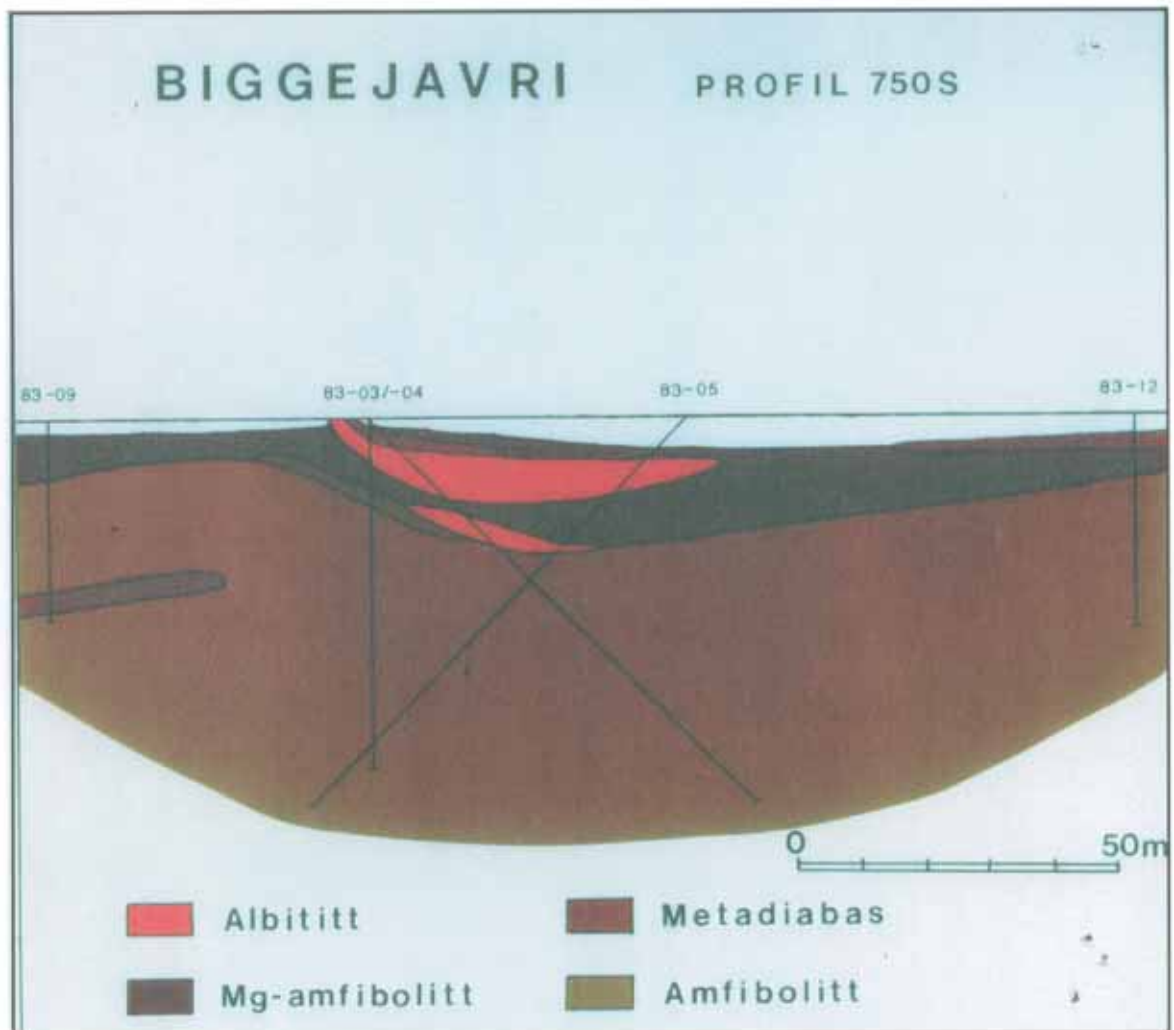 BIGGEJAVRI PROFIL 750S
83-09 83-03/-04 83-05 83-12
0 50m
Albititt Metadiabas
Mg-amfibolitt Amfibolitt